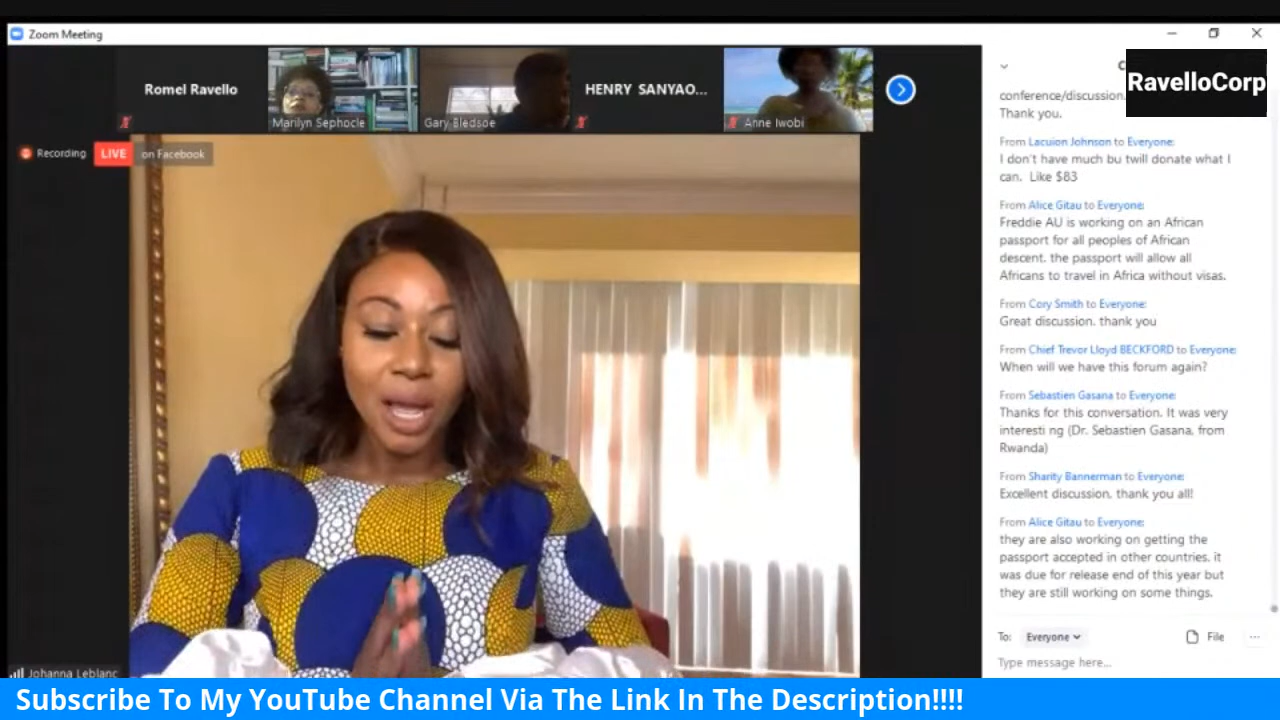 Zoom Meeting
Romel Ravello
Marilyn Sephocle
Gary Bledsoe
HENRY SANYAO...
Anne Iwobi
Recording
LIVE
on Facebook
RavelloCorp
conference/discussion.
Thank you.
From Lacuion Johnson to Everyone:
I don't have much bu twill donate what I
can. Like $83
From Alice Gitau to Everyone:
Freddie AU is working on an African
passport for all peoples of African
descent. the passport will allow all
Africans to travel in Africa without visas.
From Cory Smith to Everyone:
Great discussion. thank you
From Chief Trevor Lloyd BECKFORD to Everyone:
When will we have this forum again?
From Sebastien Gasana to Everyone:
Thanks for this conversation. It was very
interesti ng (Dr. Sebastien Gasana, from
Rwanda)
From Sharity Bannerman to Everyone:
Excellent discussion, thank you all!
From Alice Gitau to Everyone:
they are also working on getting the
passport accepted in other countries. it
was due for release end of this year but
they are still working on some things.
To: Everyone
File
...
Type message here...
Johanna Leblanc
Subscribe To My YouTube Channel Via The Link In The Description!!!!